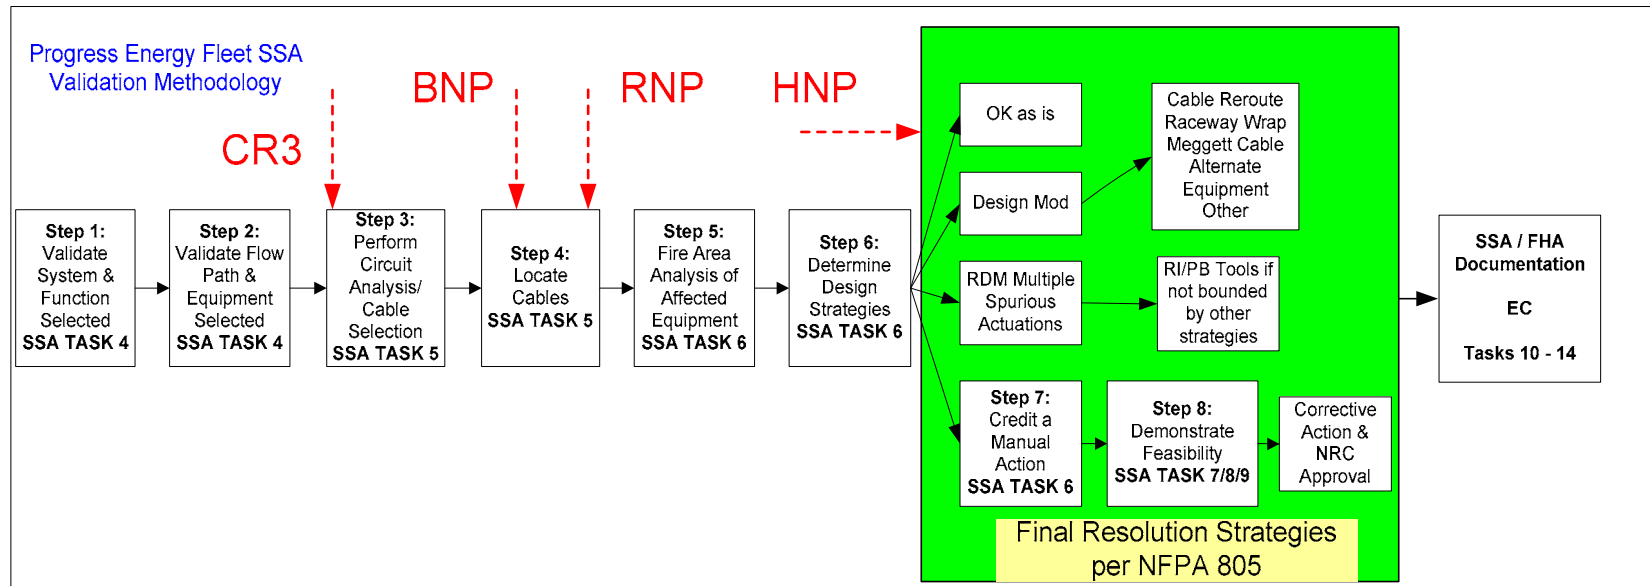 Progress Energy Fleet SSA
Validation Methodology
CR3
BNP
RNP
HNP
Step 1:
Validate
System &
Function
Selected
SSA TASK 4
Step 2:
Validate Flow
Path &
Equipment
Selected
SSA TASK 4
Step 3:
Perform
Circuit
Analysis/
Cable
Selection
SSA TASK 5
Step 4:
Locate
Cables
SSA TASK 5
Step 5:
Fire Area
Analysis of
Affected
Equipment
SSA TASK 6
Step 6:
Determine
Design
Strategies
SSA TASK 6
OK as is
Design Mod
Cable Reroute
Raceway Wrap
Meggett Cable
Alternate
Equipment
Other
RDM Multiple
Spurious
Actuations
RI/PB Tools if
not bounded
by other
strategies
Step 7:
Credit a
Manual
Action
SSA TASK 6
Step 8:
Demonstrate
Feasibility
SSA TASK 7/8/9
Corrective
Action &
NRC
Approval
Final Resolution Strategies
per NFPA 805
SSA / FHA
Documentation
EC
Tasks 10 - 14